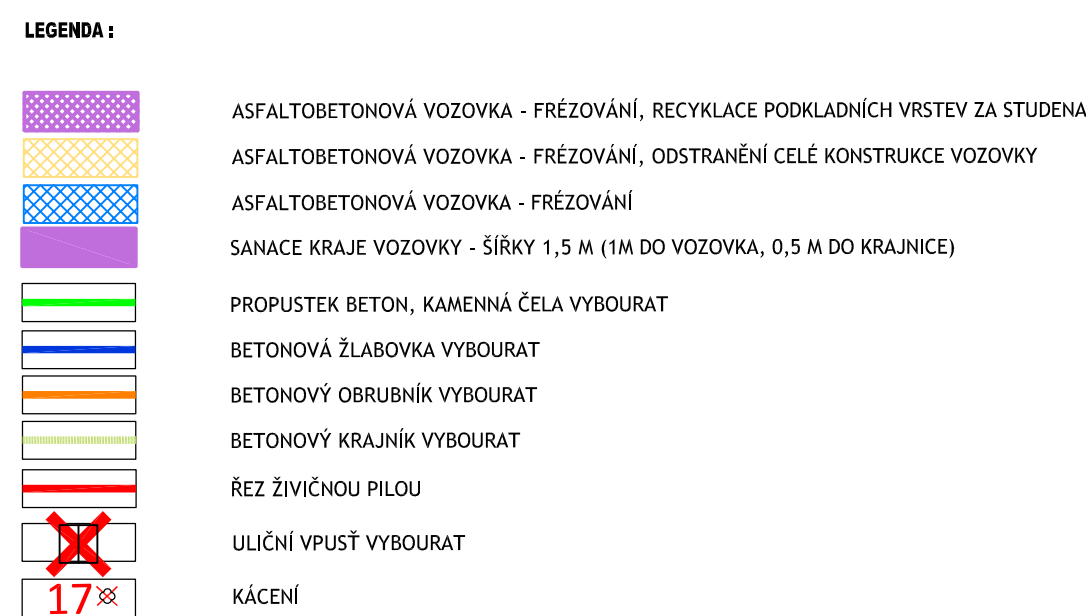 LEGENDA :
ASFALTOBETONOVÁ VOZOVKA - FRÉZOVÁNÍ, RECYKLACE PODKLADNÍCH VRSTEV ZA STUDENA
ASFALTOBETONOVÁ VOZOVKA - FRÉZOVÁNÍ, ODSTRANĚNÍ CELÉ KONSTRUKCE VOZOVKY
ASFALTOBETONOVÁ VOZOVKA - FRÉZOVÁNÍ
SANACE KRAJE VOZOVKY - ŠÍŘKY 1,5 M (1M DO VOZOVKA, 0,5 M DO KRAJNICE)
PROPUSTEK BETON, KAMENNÁ ČELA VYBOURAT
BETONOVÁ ŽLABOVKA VYBOURAT
BETONOVÝ OBRUBNÍK VYBOURAT
BETONOVÝ KRAJNÍK VYBOURAT
ŘEZ ŽIVIČNOU PILOU
ULIČNÍ VPUSŤ VYBOURAT
17 KÁCENÍ